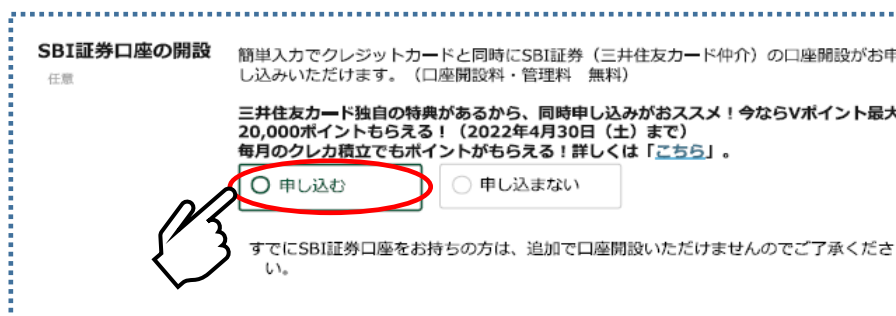 SBI証券口座の開設
任意
簡単入力でクレジットカードと同時にSBI証券（三井住友カード仲介）の口座開設がお申
し込みいただけます。（口座開設料・管理料　無料）
三井住友カード独自の特典があるから、同時申し込みがおススメ！今ならVポイント最大
20,000ポイントもらえる！（2022年4月30日（土）まで）
毎月のクレカ積立でもポイントがもらえる！詳しくは「こちら」。
申し込む
申し込まない
すでにSBI証券口座をお持ちの方は、追加で口座開設いただけませんのでご了承くださ
い。